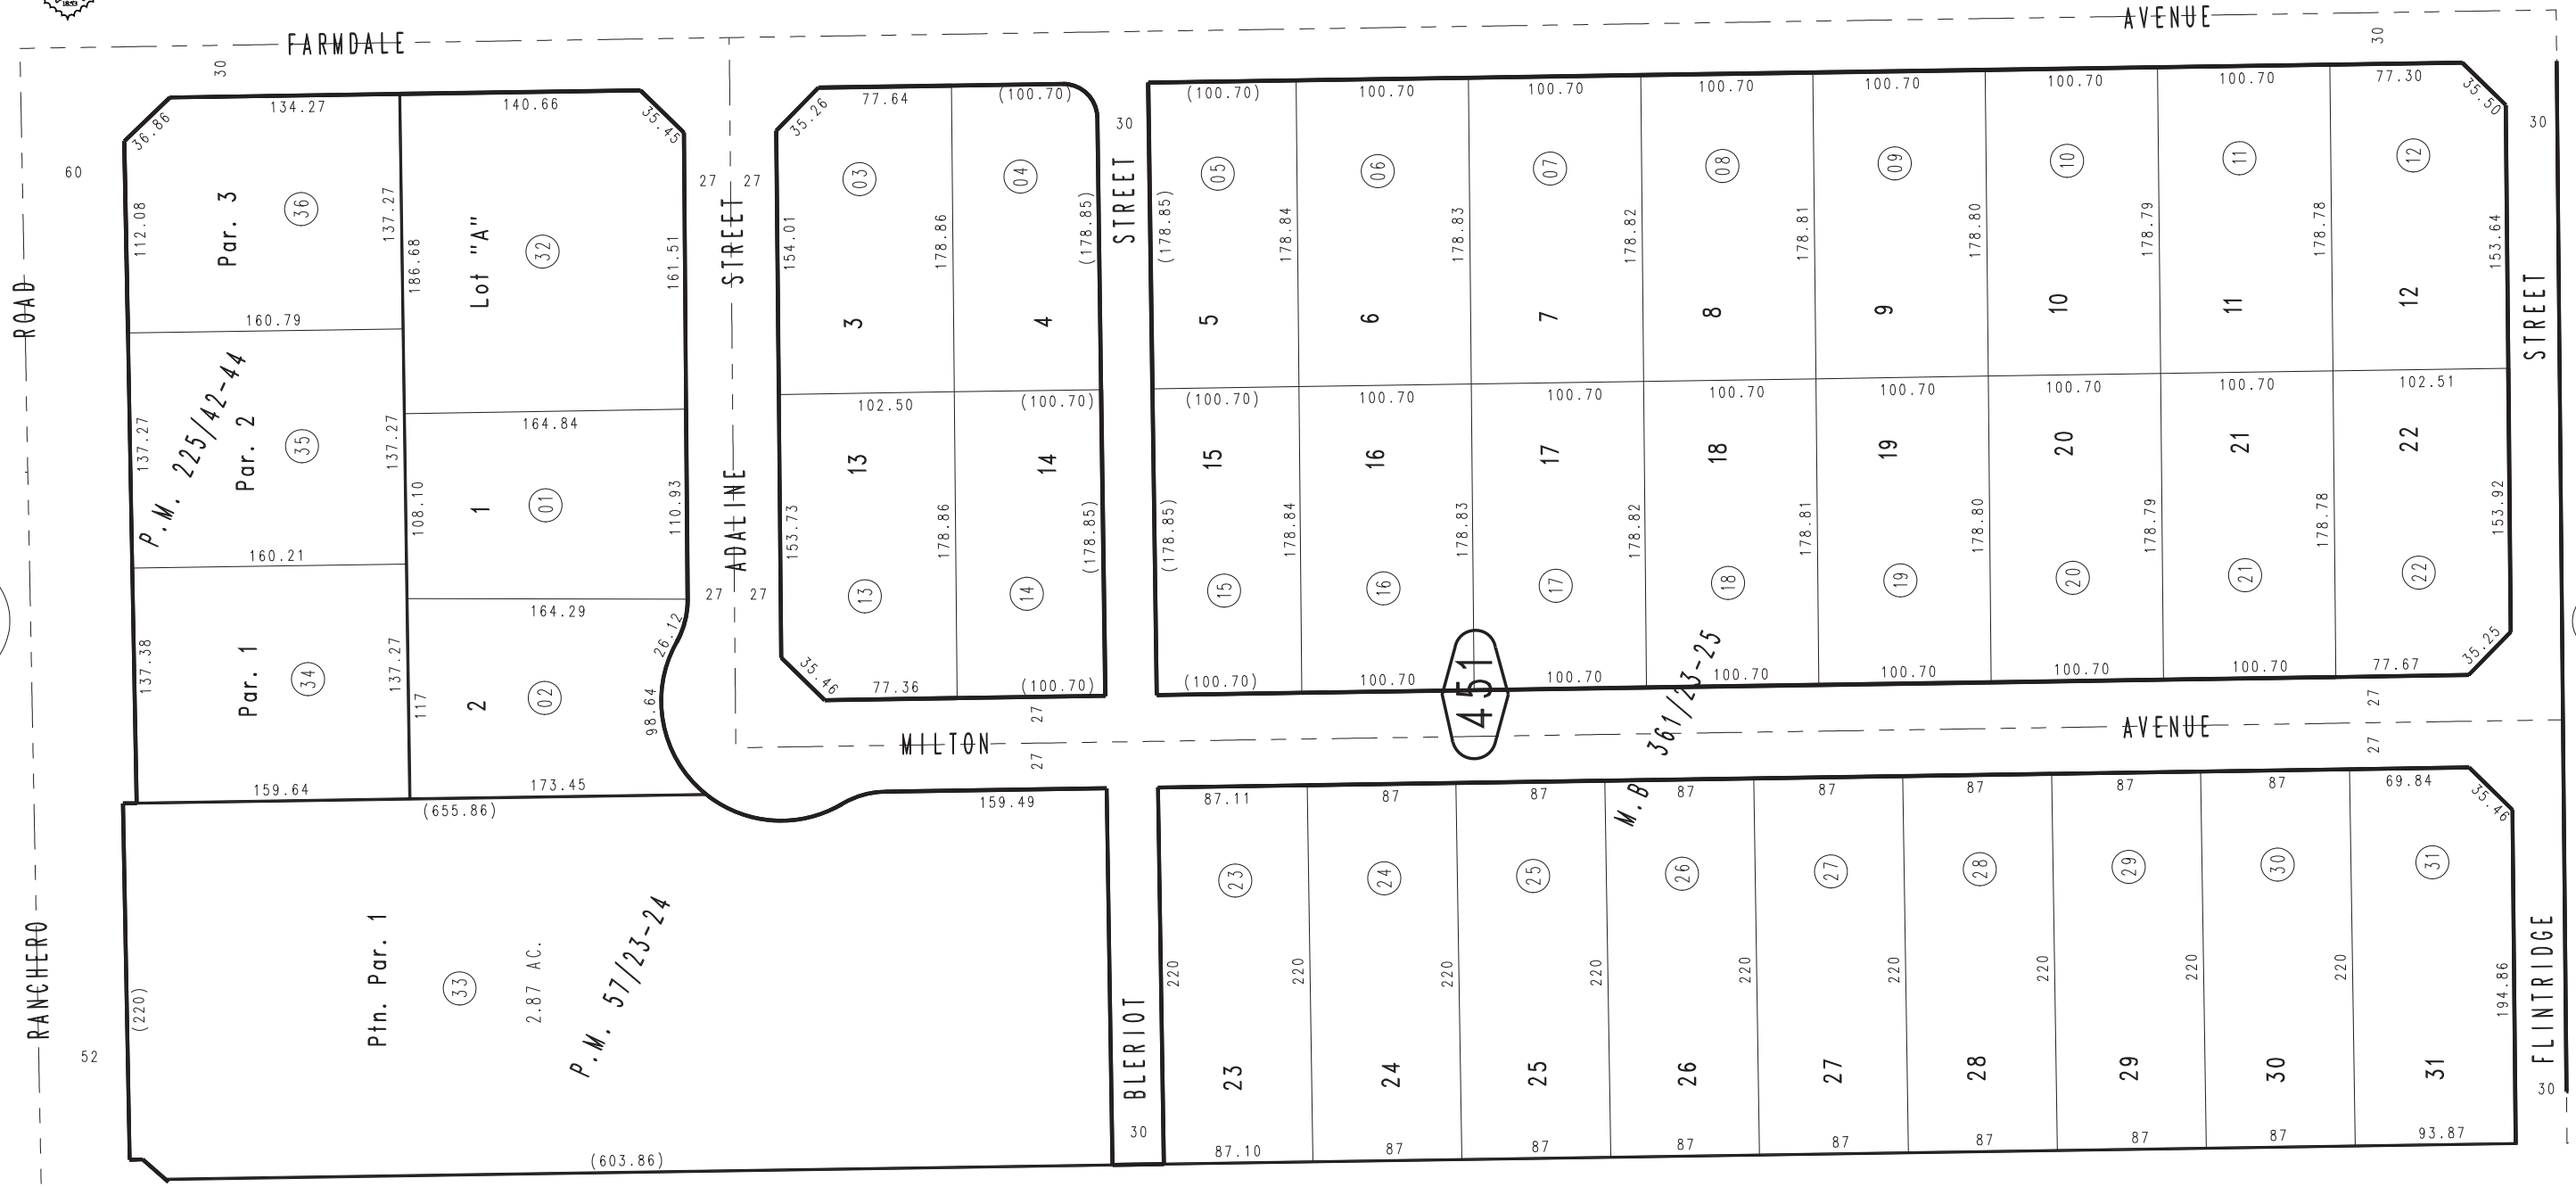 1853
FARMDALE AVENUE
30 30
134.27 140.66 77.64 (100.70) (100.70) 100.70 100.70 100.70 100.70 100.70 100.70 77.30
36.86 35.45 35.26 35.50
30 30
60
27 27
36 32 03 04 05 06 07 08 09 10 11 12
Par. 3 Lot "A"
112.08 137.27 186.68 161.51 154.01 178.86 (178.85) (178.85) 178.84 178.83 178.82 178.81 178.80 178.79 178.78 153.64
3 4 5 6 7 8 9 10 11 12
ROAD
STREET
STREET
STREET
160.79
164.84 102.50 (100.70) (100.70) 100.70 100.70 100.70 100.70 100.70 100.70 102.51
P.M. 225/42-44
Par. 2
35
137.27 137.27
13 14 15 16 17 18 19 20 21 22
1
01
108.10 110.93
ADALINE
153.73 178.86 (178.85) (178.85) 178.84 178.83 178.82 178.81 178.80 178.79 178.78 153.92
160.21
27 27
13 14 15 16 17 18 19 20 21 22
164.29
26.12
Par. 1
34
137.38 137.27
117
2
02
98.64
35.46 77.36 (100.70) (100.70) 100.70 100.70 100.70 100.70 100.70 77.67 35.25
451
M.B 361/23-25
27 27
MILTON AVENUE
27 27
159.64 173.45
(655.86) 159.49
87.11 87 87 87 87 87 87 87 69.84 35.46
23 24 25 26 27 28 29 30 31
RANCHERO
BLERIOT
FLINTRIDGE
Ptn. Par. 1
33
2.87 AC.
P.M. 57/23-24
(220)
220 220 220 220 220 220 220 220 220 194.86
52
23 24 25 26 27 28 29 30 31
30 30
(603.86)
87.10 87 87 87 87 87 87 87 93.87